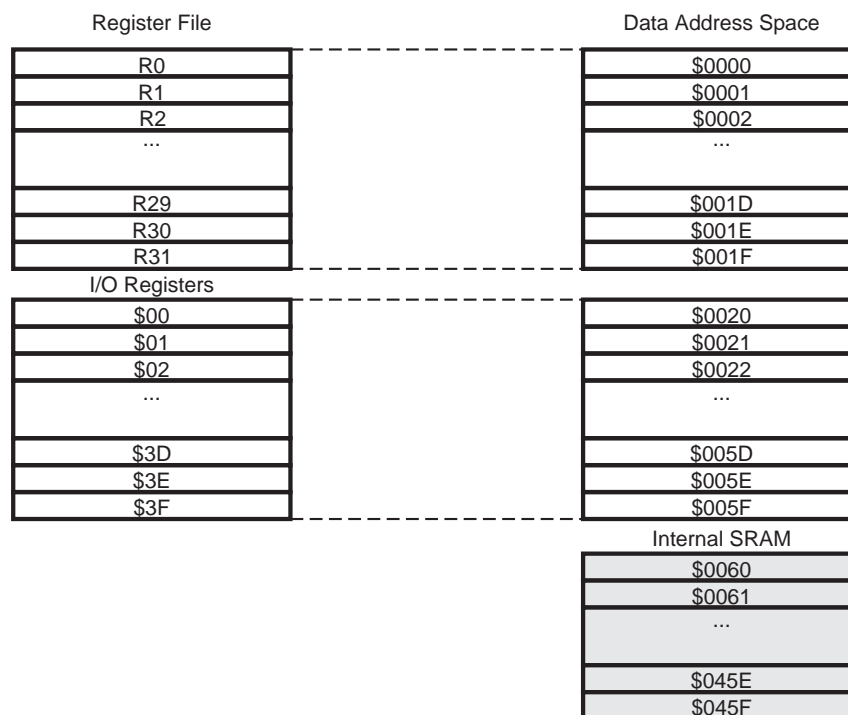 Register File
Data Address Space
R0
$0000
R1
$0001
R2
$0002
...
...
R29
$001D
R30
$001E
R31
$001F
I/O Registers
$00
$0020
$01
$0021
$02
$0022
...
...
$3D
$005D
$3E
$005E
$3F
$005F
Internal SRAM
$0060
$0061
...
$045E
$045F